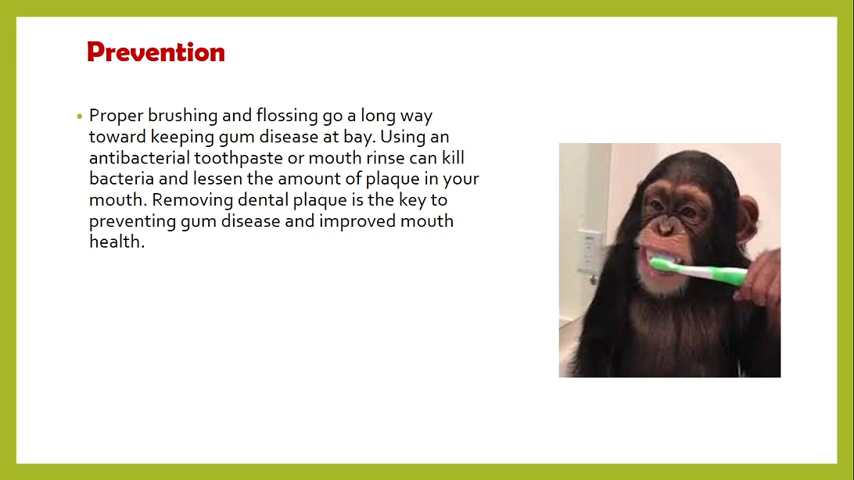 Prevention
• Proper brushing and flossing go a long way
toward keeping gum disease at bay. Using an
antibacterial toothpaste or mouth rinse can kill
bacteria and lessen the amount of plaque in your
mouth. Removing dental plaque is the key to
preventing gum disease and improved mouth
health.